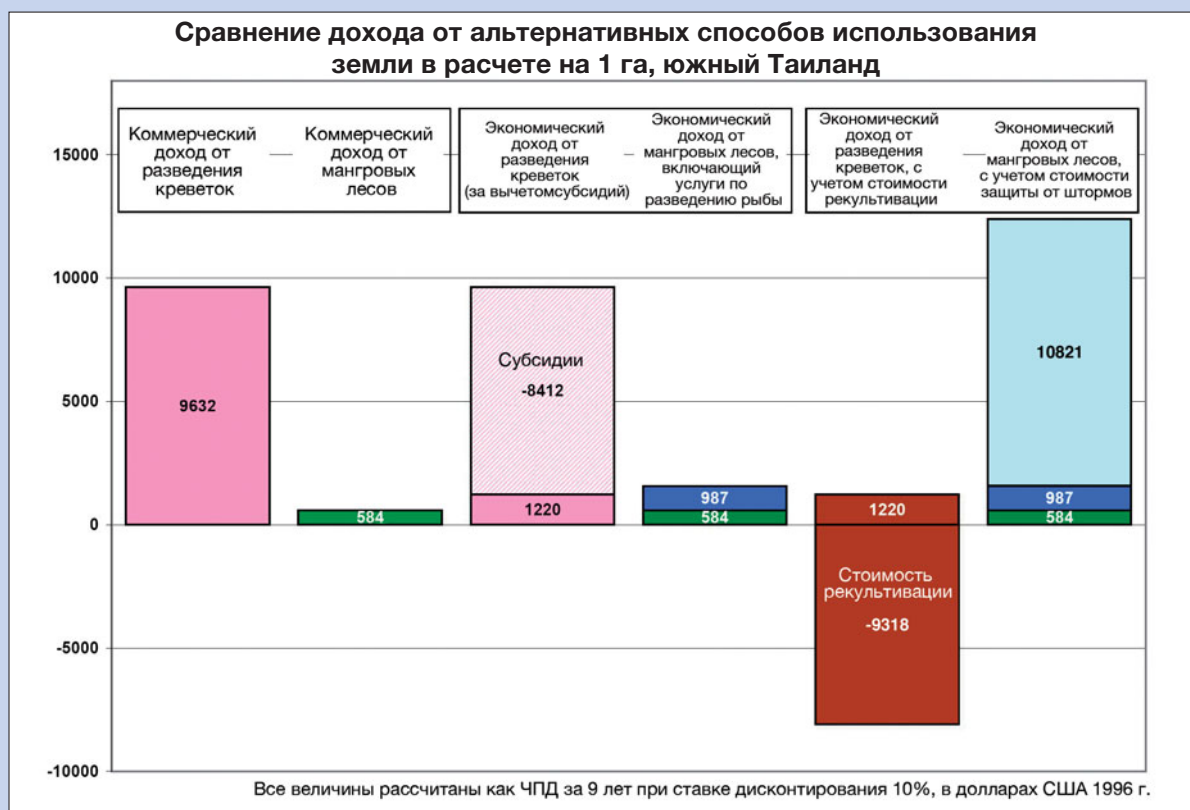 Сравнение дохода от альтернативных способов использования
земли в расчете на 1 га, южный Таиланд
Коммерческий
доход от
разведения
креветок
Коммерческий
доход от
мангровых
лесов
Экономический
доход от
разведения
креветок
(за вычетомсубсидий)
Экономический
доход от
мангровых лесов,
включающий
услуги по
разведению рыбы
Экономический
доход от
разведения
креветок, с
учетом стоимости
рекультивации
Экономический
доход от
мангровых лесов,
с учетом стоимости
защиты от штормов
15000
10000
5000
0
-5000
-10000
9632
584
Субсидии
-8412
1220
987
584
1220
Стоимость
рекультивации
-9318
10821
987
584
Все величины рассчитаны как ЧПД за 9 лет при ставке дисконтирования 10%, в долларах США 1996 г.